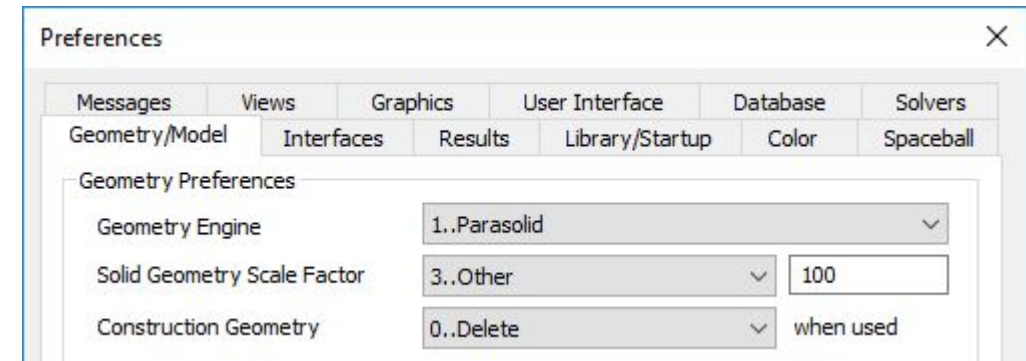 Preferences
Messages Views Graphics User Interface Database Solvers
Geometry/Model Interfaces Results Library/Startup Color Spaceball
Geometry Preferences
Geometry Engine 1..Parasolid
Solid Geometry Scale Factor 3..Other 100
Construction Geometry 0..Delete when used